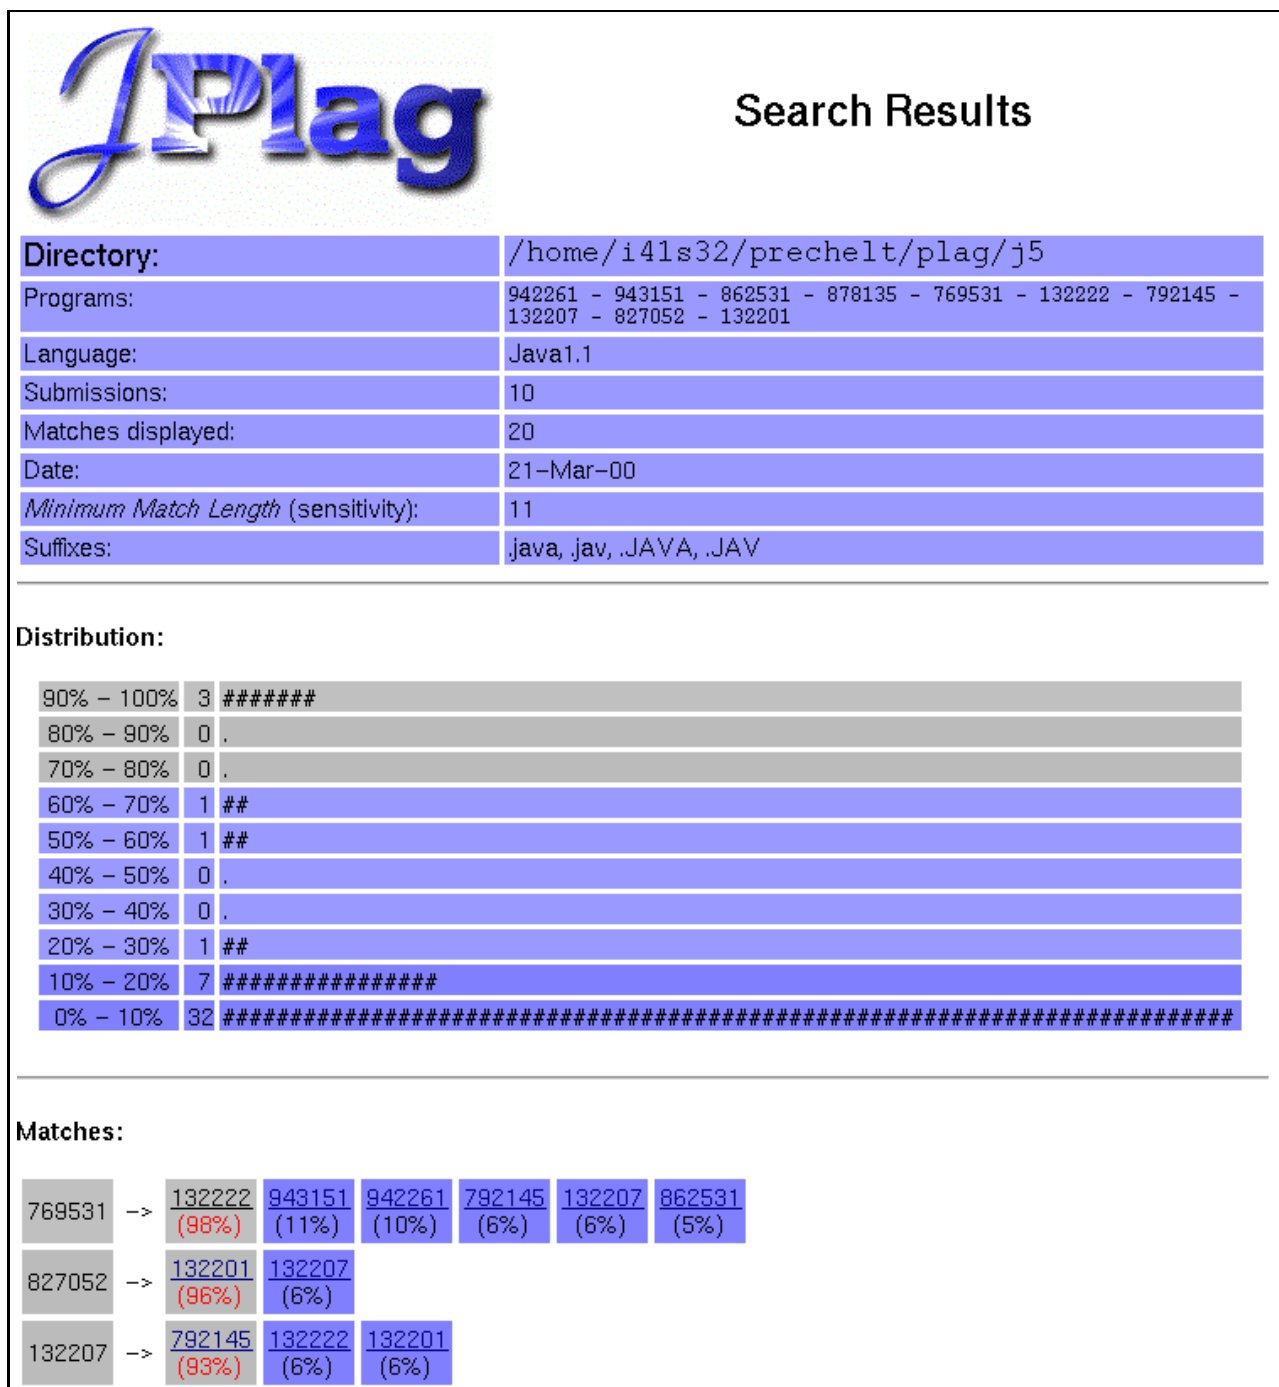 JPlag
Search Results
Directory: /home/i41s32/prechelt/plag/j5
Programs: 942261 - 943151 - 862531 - 878135 - 769531 - 132222 - 792145 -
132207 - 827052 - 132201
Language: Java1.1
Submissions: 10
Matches displayed: 20
Date: 21-Mar-00
Minimum Match Length (sensitivity): 11
Suffixes: .java, .jav, .JAVA, .JAV
Distribution:
90% - 100% 3 #######
80% - 90% 0 .
70% - 80% 0 .
60% - 70% 1 ##
50% - 60% 1 ##
40% - 50% 0 .
30% - 40% 0 .
20% - 30% 1 ##
10% - 20% 7 ################
0% - 10% 32 ###########################################################################
Matches:
769531 -> 132222 943151 942261 792145 132207 862531
(98%) (11%) (10%) (6%) (6%) (5%)
827052 -> 132201 132207
(96%) (6%)
132207 -> 792145 132222 132201
(93%) (6%) (6%)